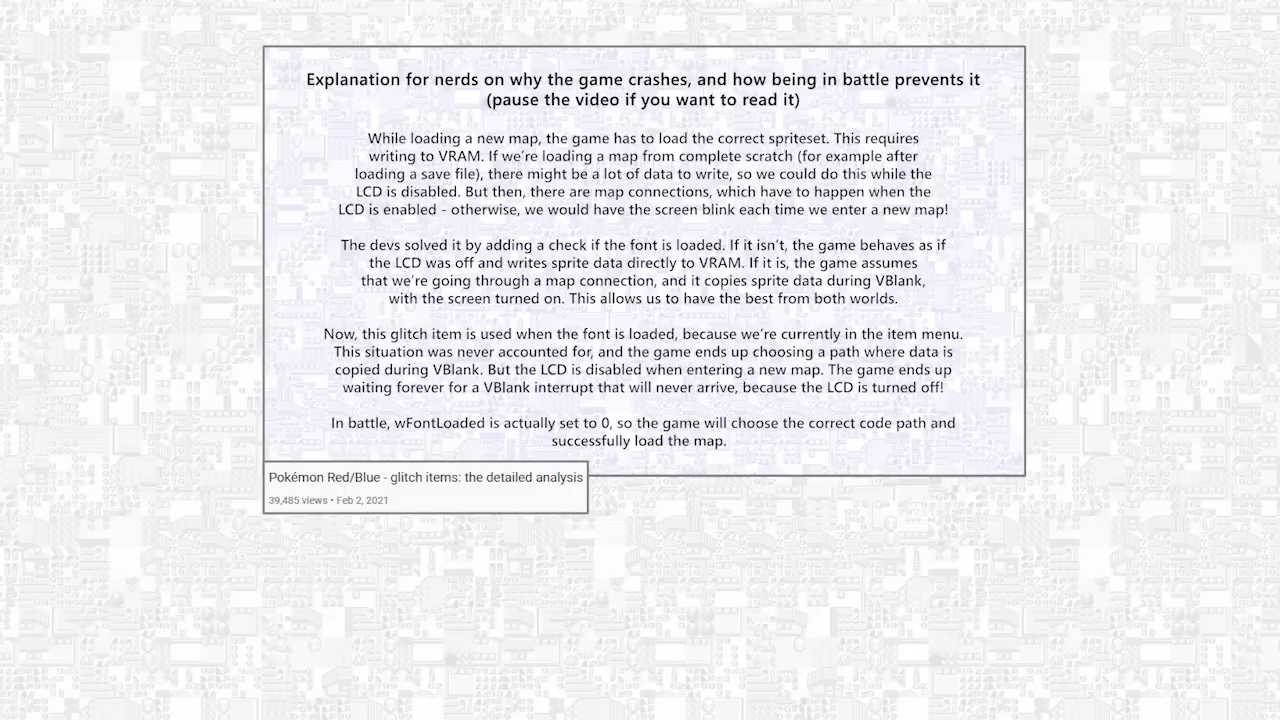 Explanation for nerds on why the game crashes, and how being in battle prevents it
(pause the video if you want to read it)
While loading a new map, the game has to load the correct spriteset. This requires
writing to VRAM. If we're loading a map from complete scratch (for example after
loading a save file), there might be a lot of data to write, so we could do this while the
LCD is disabled. But then, there are map connections, which have to happen when the
LCD is enabled - otherwise, we would have the screen blink each time we enter a new map!
The devs solved it by adding a check if the font is loaded. If it isn't, the game behaves as if
the LCD was off and writes sprite data directly to VRAM. If it is, the game assumes
that we're going through a map connection, and it copies sprite data during VBlank,
with the screen turned on. This allows us to have the best from both worlds.
Now, this glitch item is used when the font is loaded, because we're currently in the item menu.
This situation was never accounted for, and the game ends up choosing a path where data is
copied during VBlank. But the LCD is disabled when entering a new map. The game ends up
waiting forever for a VBlank interrupt that will never arrive, because the LCD is turned off!
In battle, wFontLoaded is actually set to 0, so the game will choose the correct code path and
successfully load the map.
Pokémon Red/Blue - glitch items: the detailed analysis
39,485 views • Feb 2, 2021